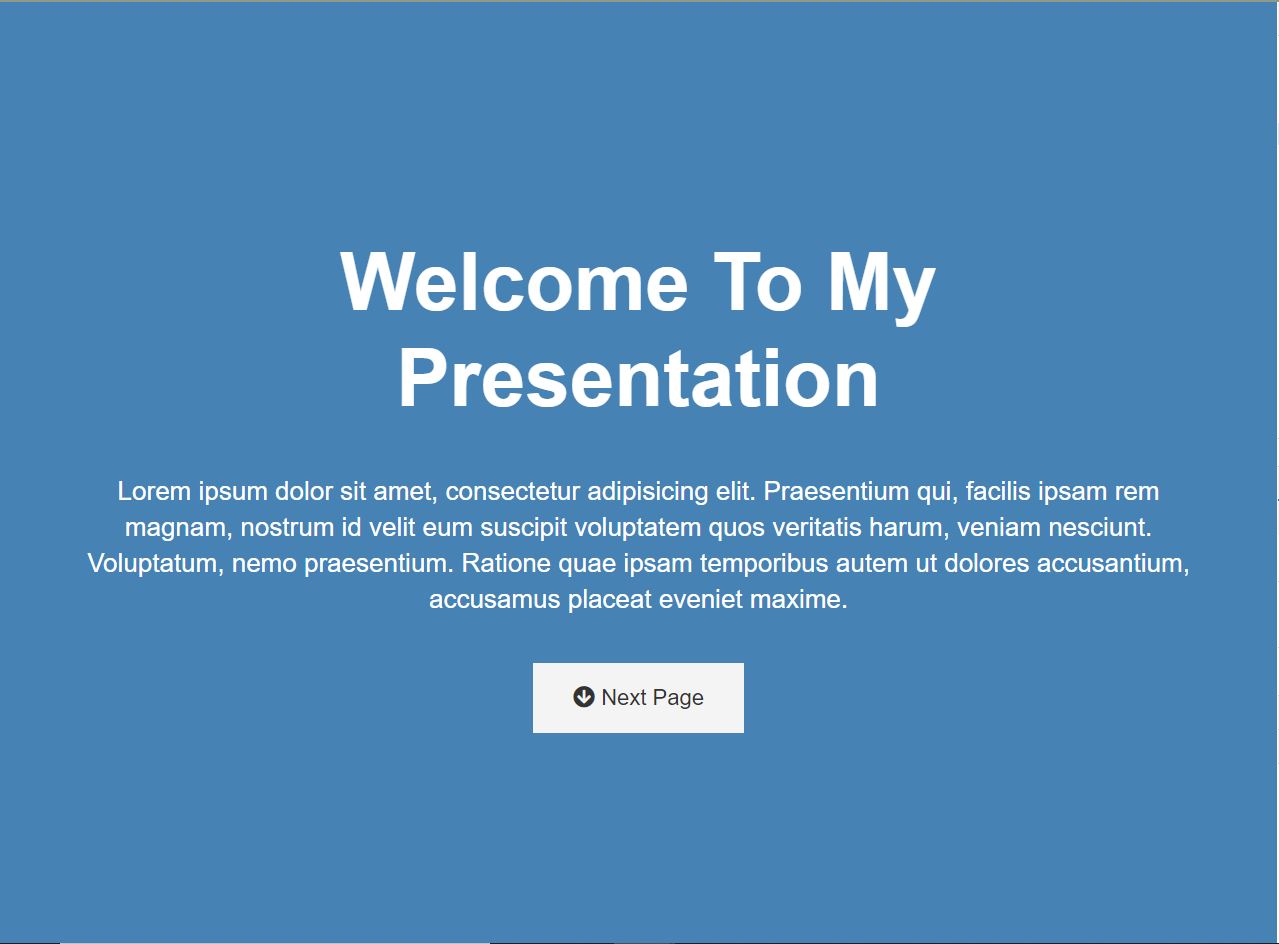 Welcome To My
Presentation
Lorem ipsum dolor sit amet, consectetur adipisicing elit. Praesentium qui, facilis ipsam rem
magnam, nostrum id velit eum suscipit voluptatem quos veritatis harum, veniam nesciunt.
Voluptatum, nemo praesentium. Ratione quae ipsam temporibus autem ut dolores accusantium,
accusamus placeat eveniet maxime.
Next Page